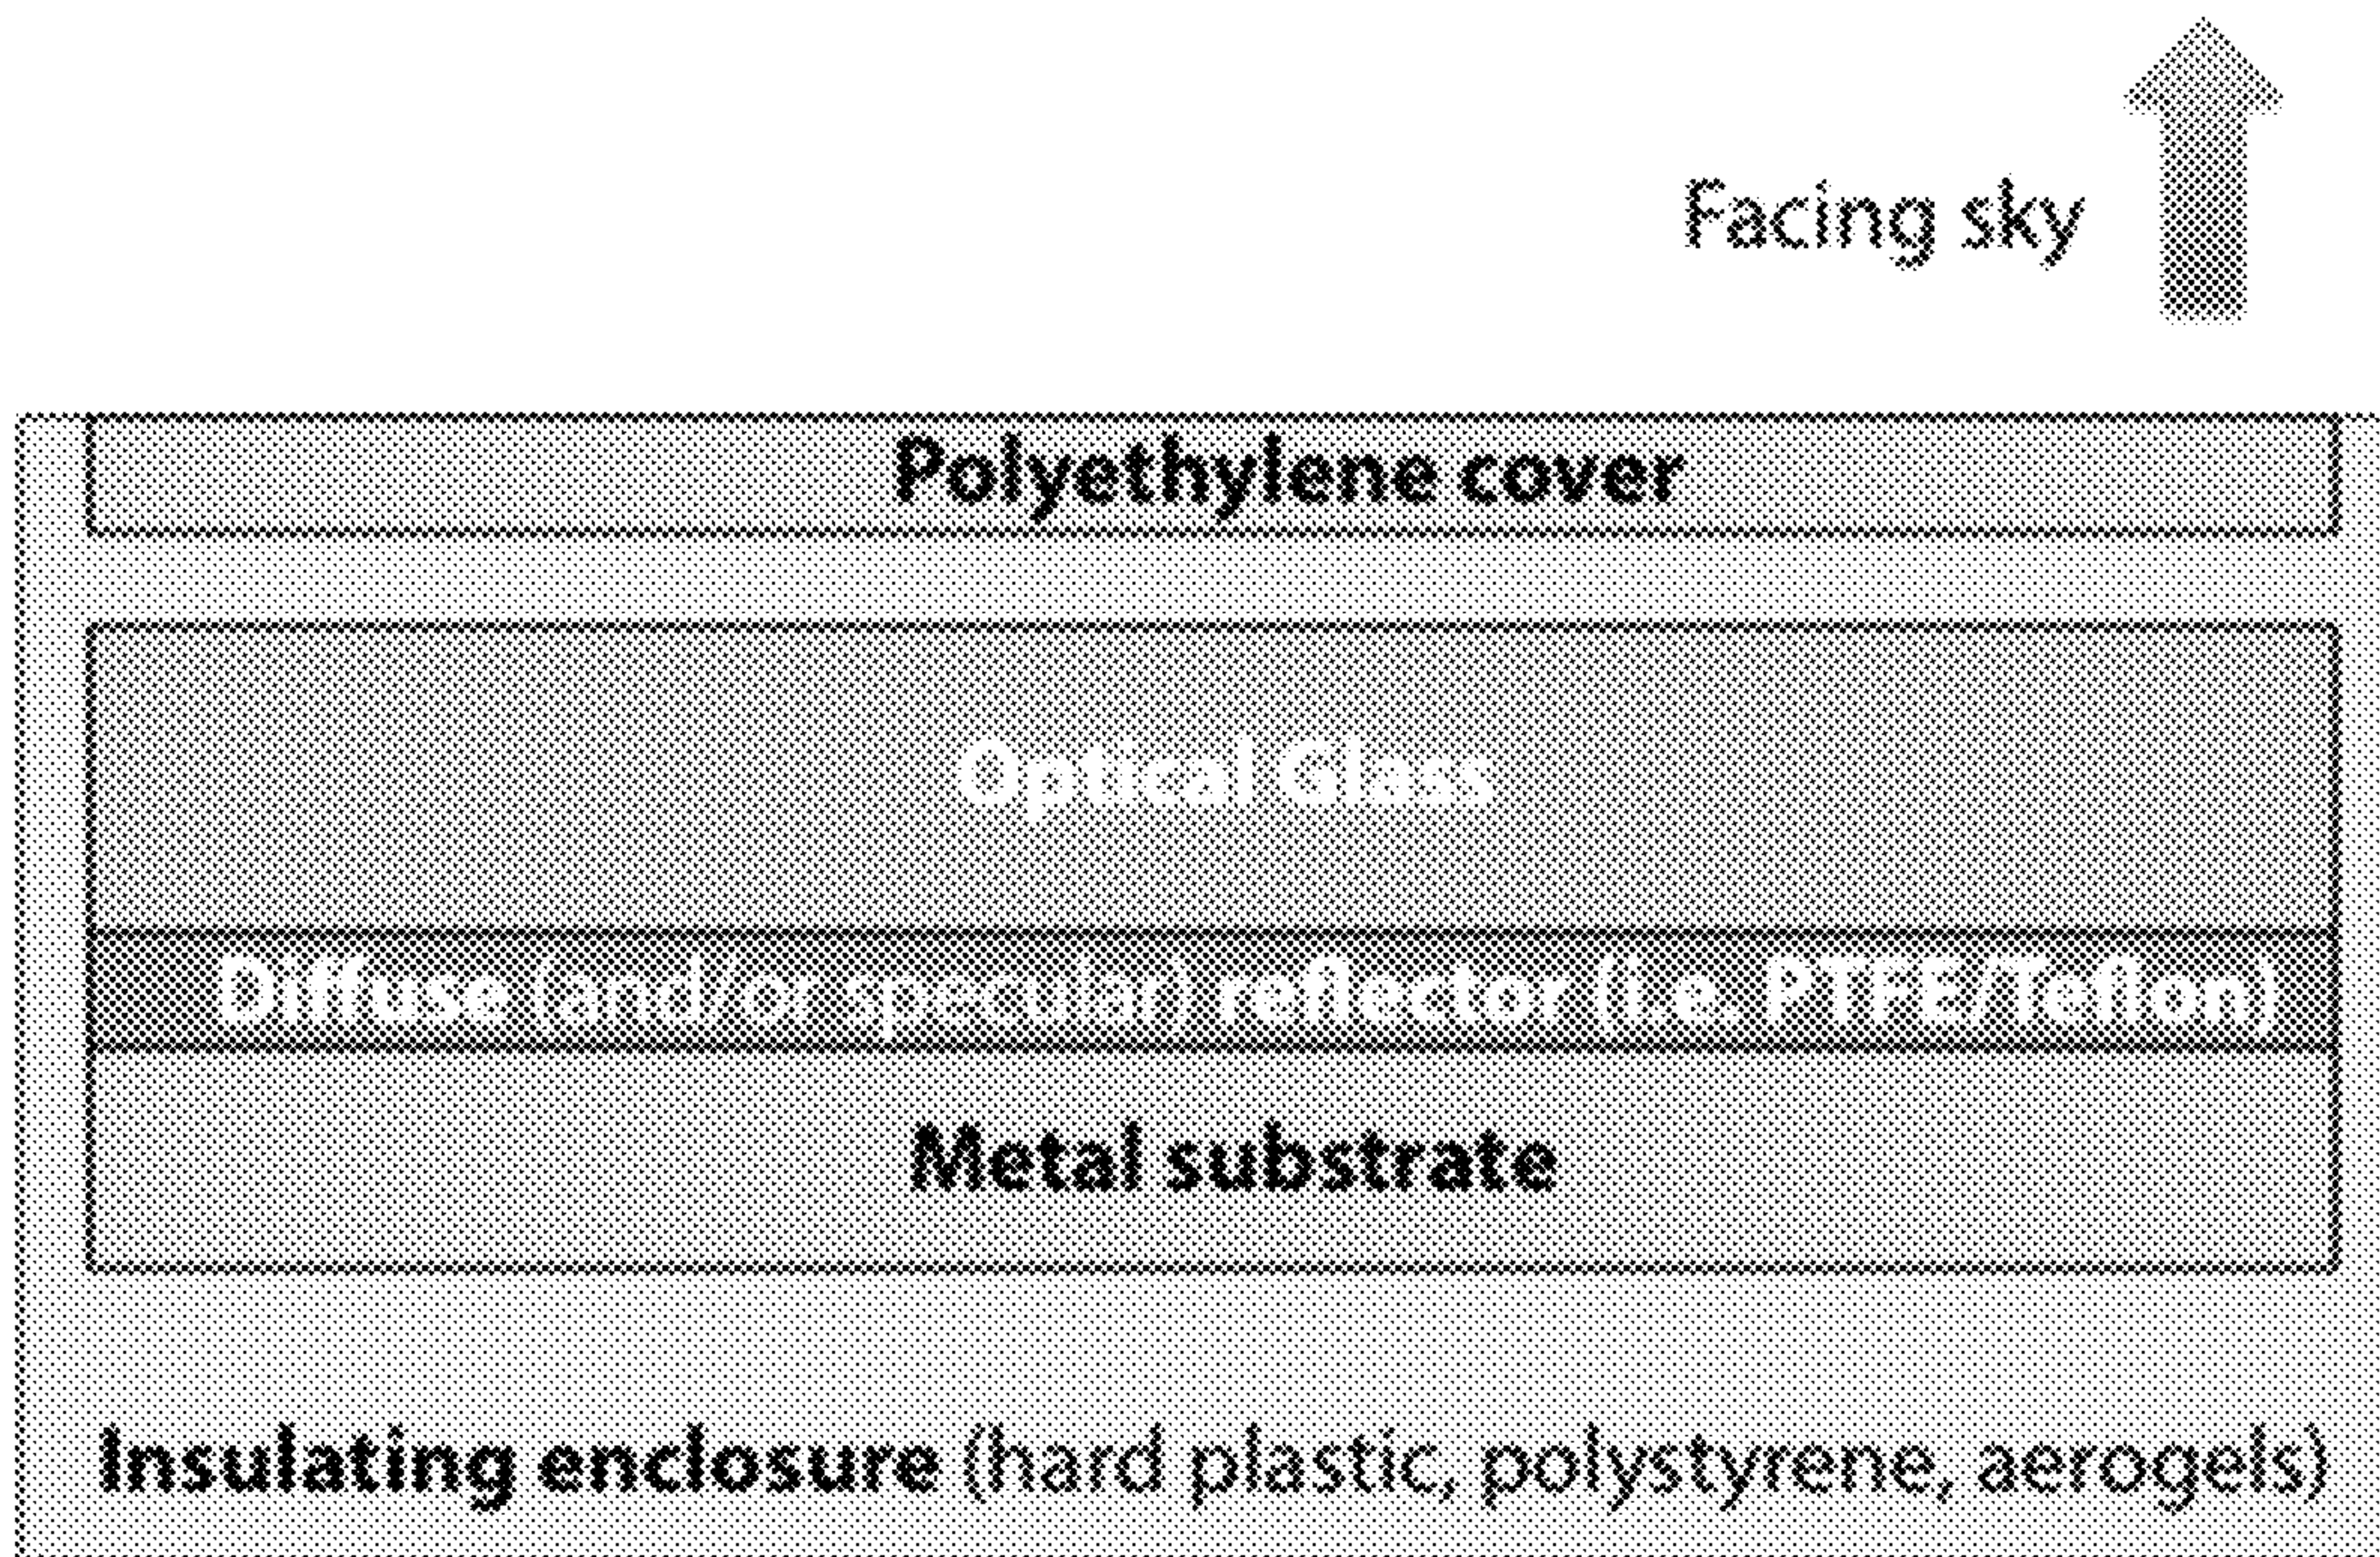 Facing sky
Polyethylene cover
Optical Glass
Diffuse (and/or specular) reflector (i.e. PTFE/Teflon)
Metal substrate
Insulating enclosure (hard plastic, polystyrene, aerogels)